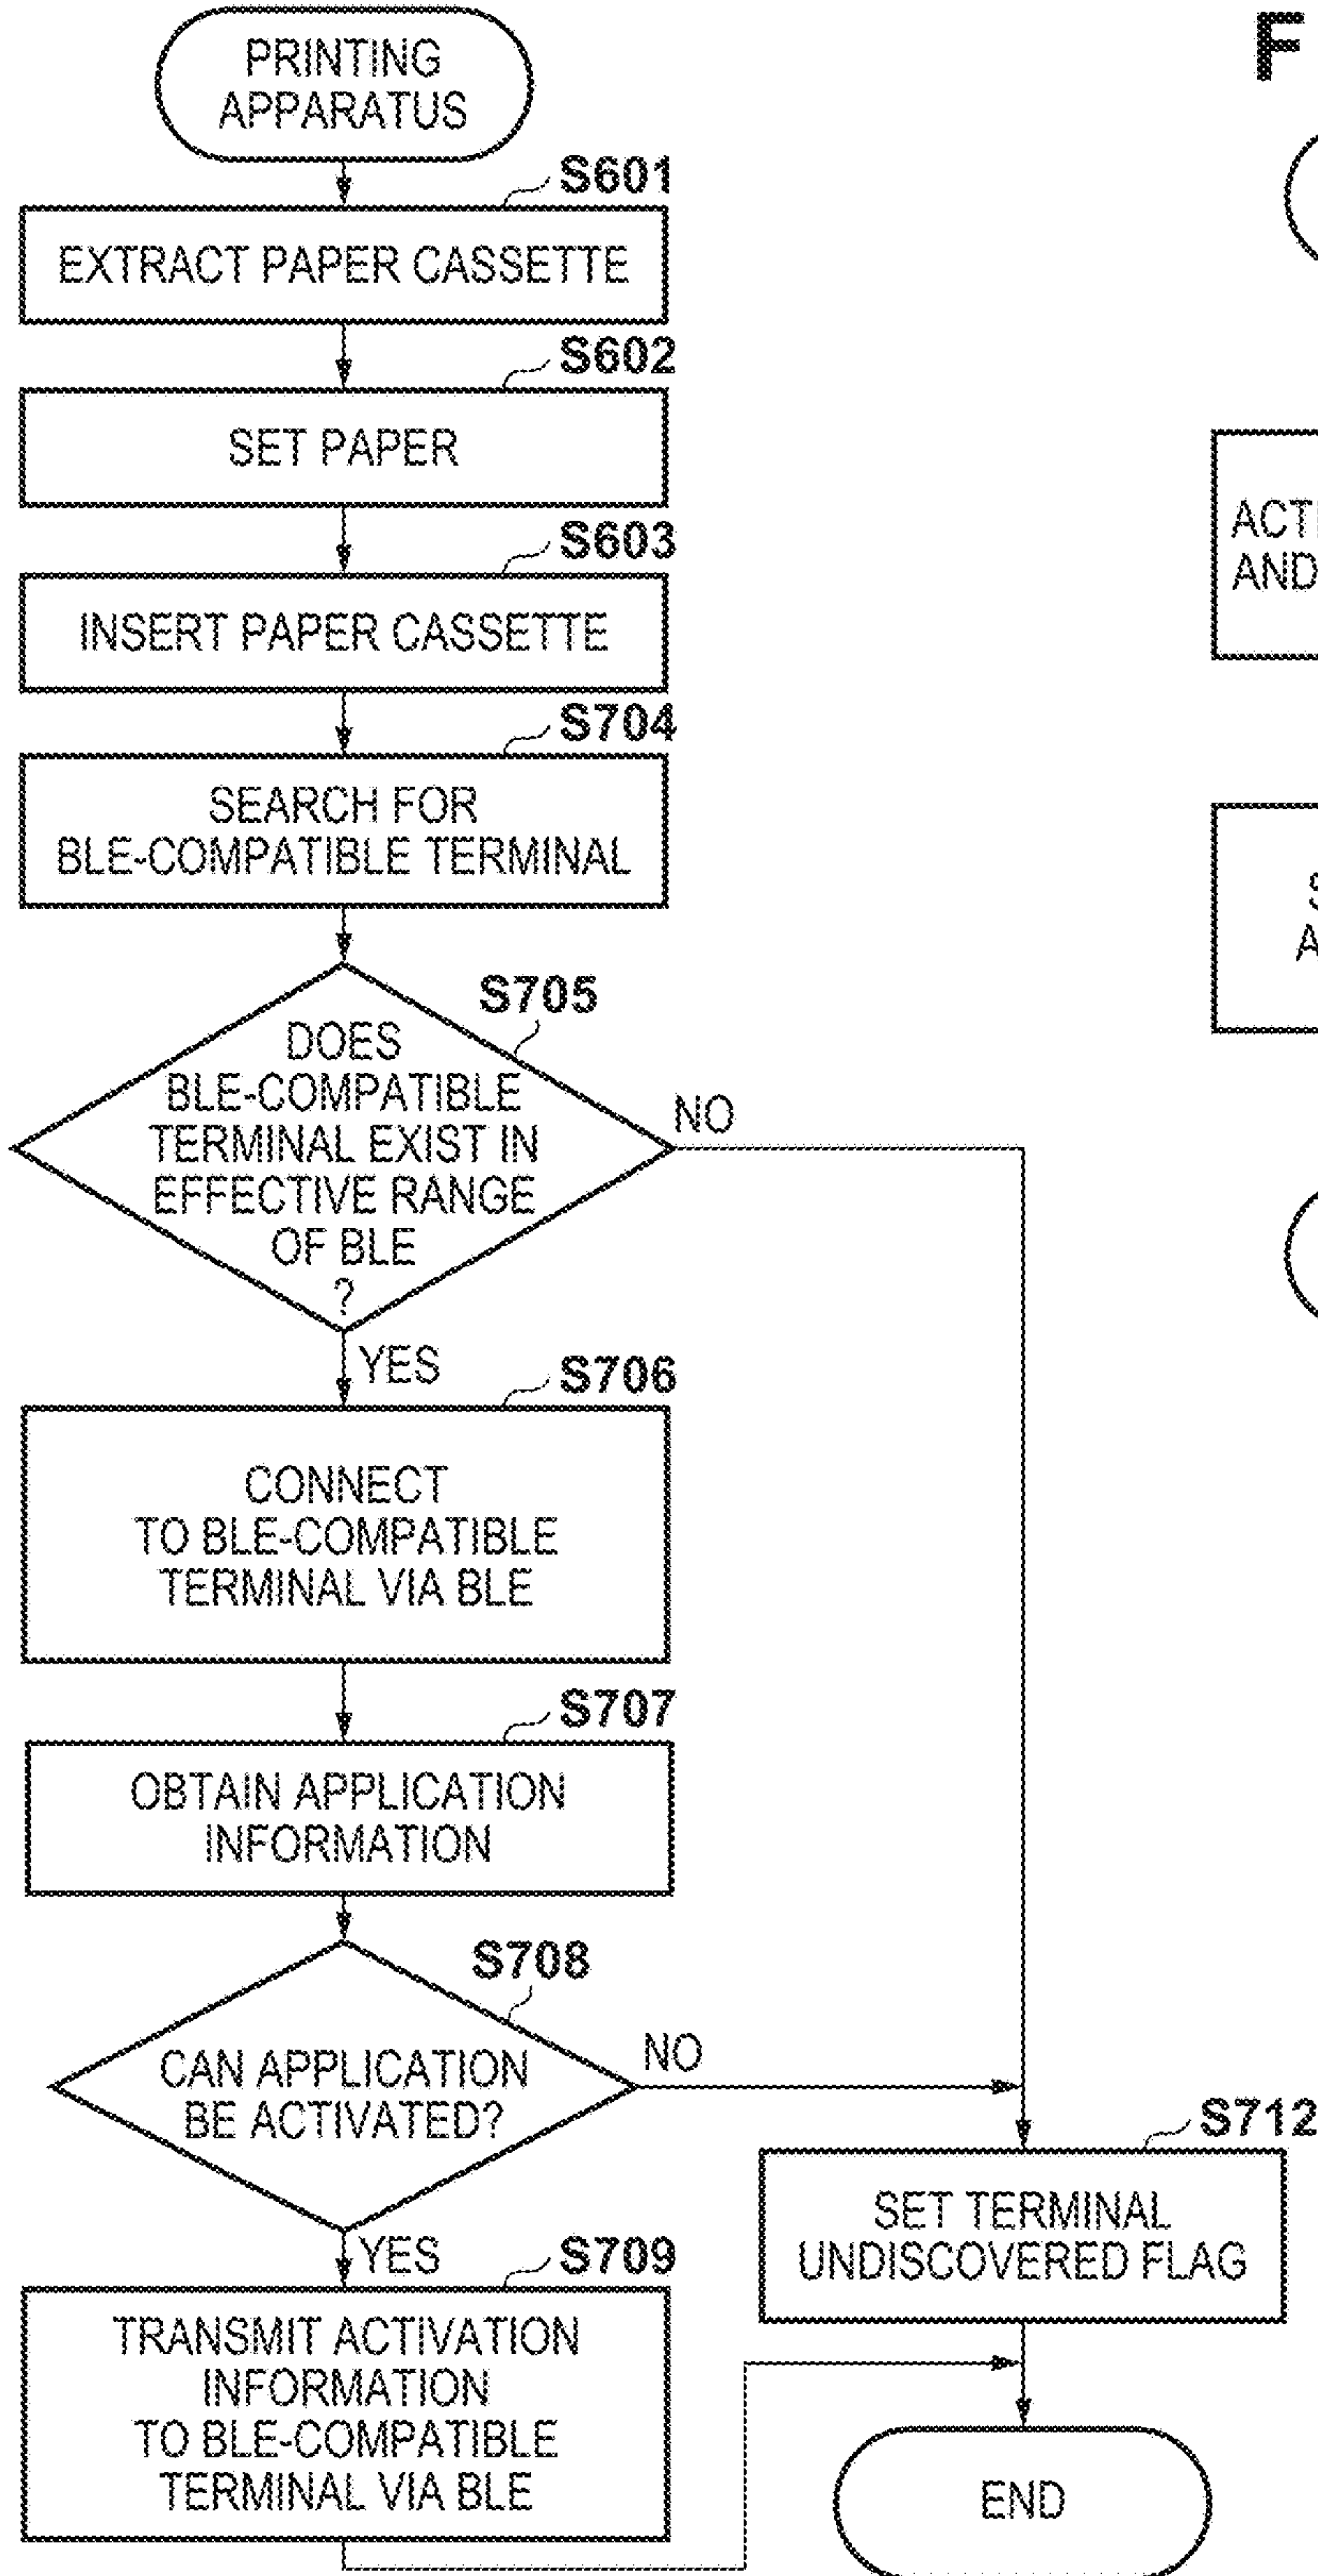 PRINTING
APPARATUS
S601
EXTRACT PAPER CASSETTE
S602
SET PAPER
S603
INSERT PAPER CASSETTE
S704
SEARCH FOR
BLE-COMPATIBLE TERMINAL
S705
DOES
BLE-COMPATIBLE
TERMINAL EXIST IN
EFFECTIVE RANGE
OF BLE
?
NO
YES
S706
CONNECT
TO BLE-COMPATIBLE
TERMINAL VIA BLE
S707
OBTAIN APPLICATION
INFORMATION
S708
CAN APPLICATION
BE ACTIVATED?
NO
YES
S709
TRANSMIT ACTIVATION
INFORMATION
TO BLE-COMPATIBLE
TERMINAL VIA BLE
S712
SET TERMINAL
UNDISCOVERED FLAG
END
F
AND